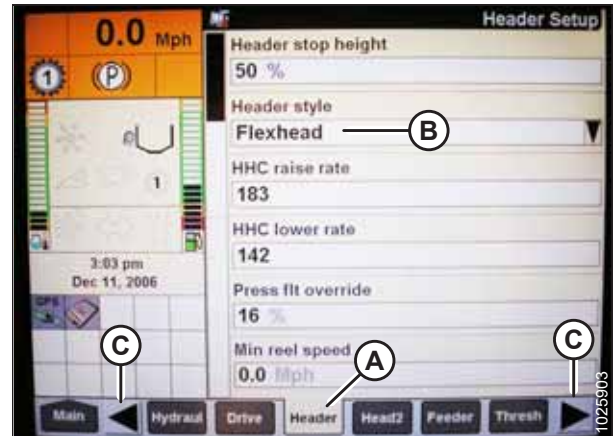 0.0 Mph
Header Setup
1
P
Header stop height
50 %
Header style
Flexhead
B
HHC raise rate
183
1
HHC lower rate
142
3:03 pm
Dec 11, 2006
Press flt override
16 %
GPS
C
Min reel speed
A
C
0.0 Mph
Main
Hydraul
Drive
Header
Head2
Feeder
Thresh
1025903